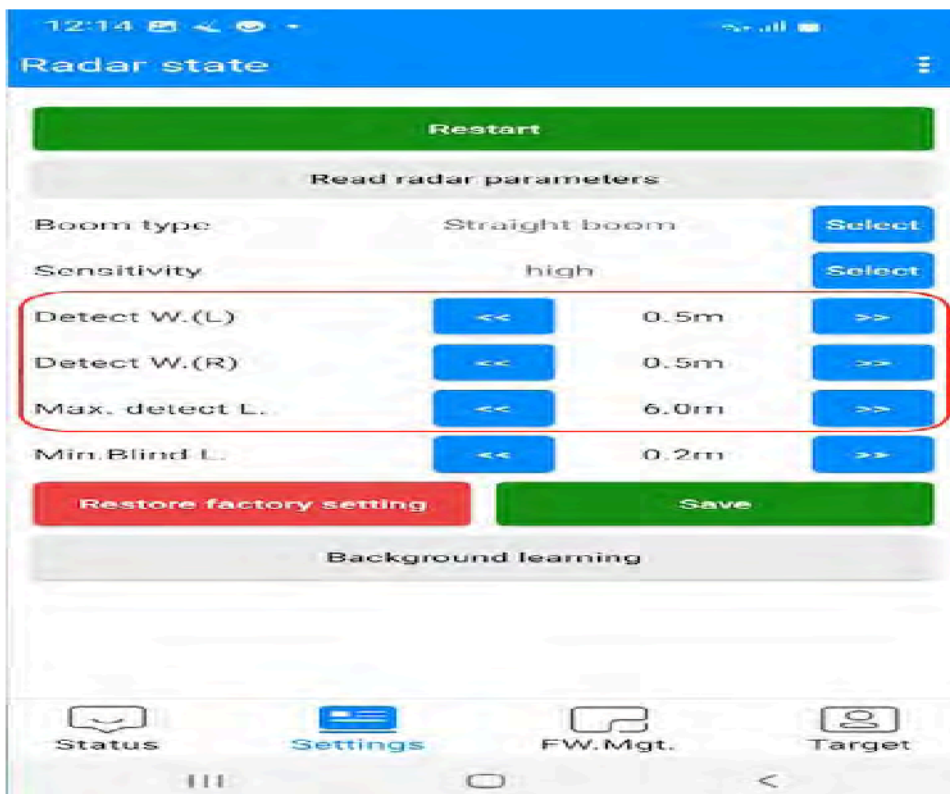 12:14
Radar state
Restart
Read radar parameters
Boom type Straight boom Select
Sensitivity high Select
Detect W.(L) << 0.5m >>
Detect W.(R) << 0.5m >>
Max. detect L. << 6.0m >>
Min.Blind L. << 0.2m >>
Restore factory setting Save
Background learning
Status Settings FW.Mgt. Target